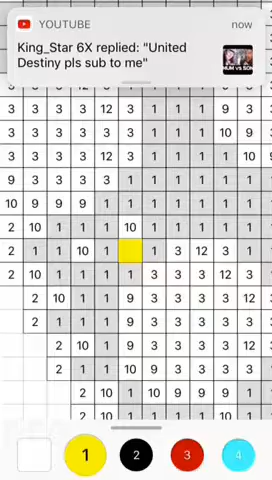 YOUTUBE now
King_Star 6X replied: "United
Destiny pls sub to me"
3 3 3 3 12 3 1 1 1 9 3
3 3 3 3 3 3 1 1 1 10 9
3 3 3 3 12 3 1 1 1 1 10 3
9 3 3 3 3 1 1 1 1 1 1
10 9 9 9 1 1 1 1 1 1 1
2 10 1 1 1 10 1 1 1 1 1
2 1 1 10 1 1 3 12 3 1
2 10 1 1 1 1 3 3 3 12 3
2 10 1 1 9 3 3 3 3 3
2 1 1 1 9 3 3 3 3 3
2 10 1 9 3 3 3 3 12
2 1 1 10 9 3 3 3 3
2 10 1 10 9 9 9 1
2 10 1 1 1 1 10
1 2 3 4